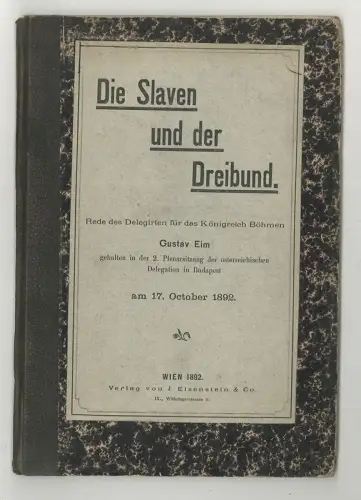 Die Slaven
und der
Dreibund.
Rede des Delegirten für das Königreich Böhmen
Gustav Eim
gehalten in der 2. Plenarsitzung der österreichischen
Delegation in Budapest
am 17. October 1892.
WIEN 1892.
Verlag von J. Eisenstein & Co.
IX.,